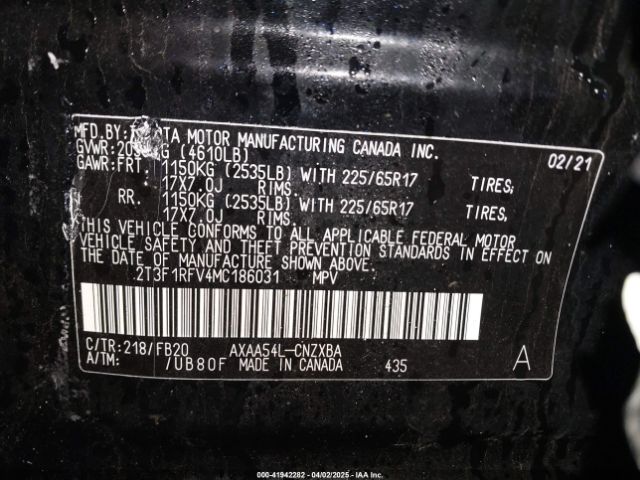 MFD.BY: TOYOTA MOTOR MANUFACTURING CANADA INC.
GVWR: (4610LB) 02/21
GAWR:FRT. 1150KG (2535LB) WITH 225/65R17 TIRES,
17X7.0J RIMS.
RR. 1150KG (2535LB) WITH 225/65R17 TIRES,
17X7.0J RIMS.
THIS VEHICLE CONFORMS TO ALL APPLICABLE FEDERAL MOTOR
VEHICLE SAFETY AND THEFT PREVENTION STANDARDS IN EFFECT ON
THE DATE OF MANUFACTURE SHOWN ABOVE.
2T3F1RFV4MC186031 MPV
C/TR:218/FB20 AXAA54L-CNZXBA A
A/TM: /UB80F MADE IN CANADA 435
000-41942282 - 04/02/2025 - IAA Inc.